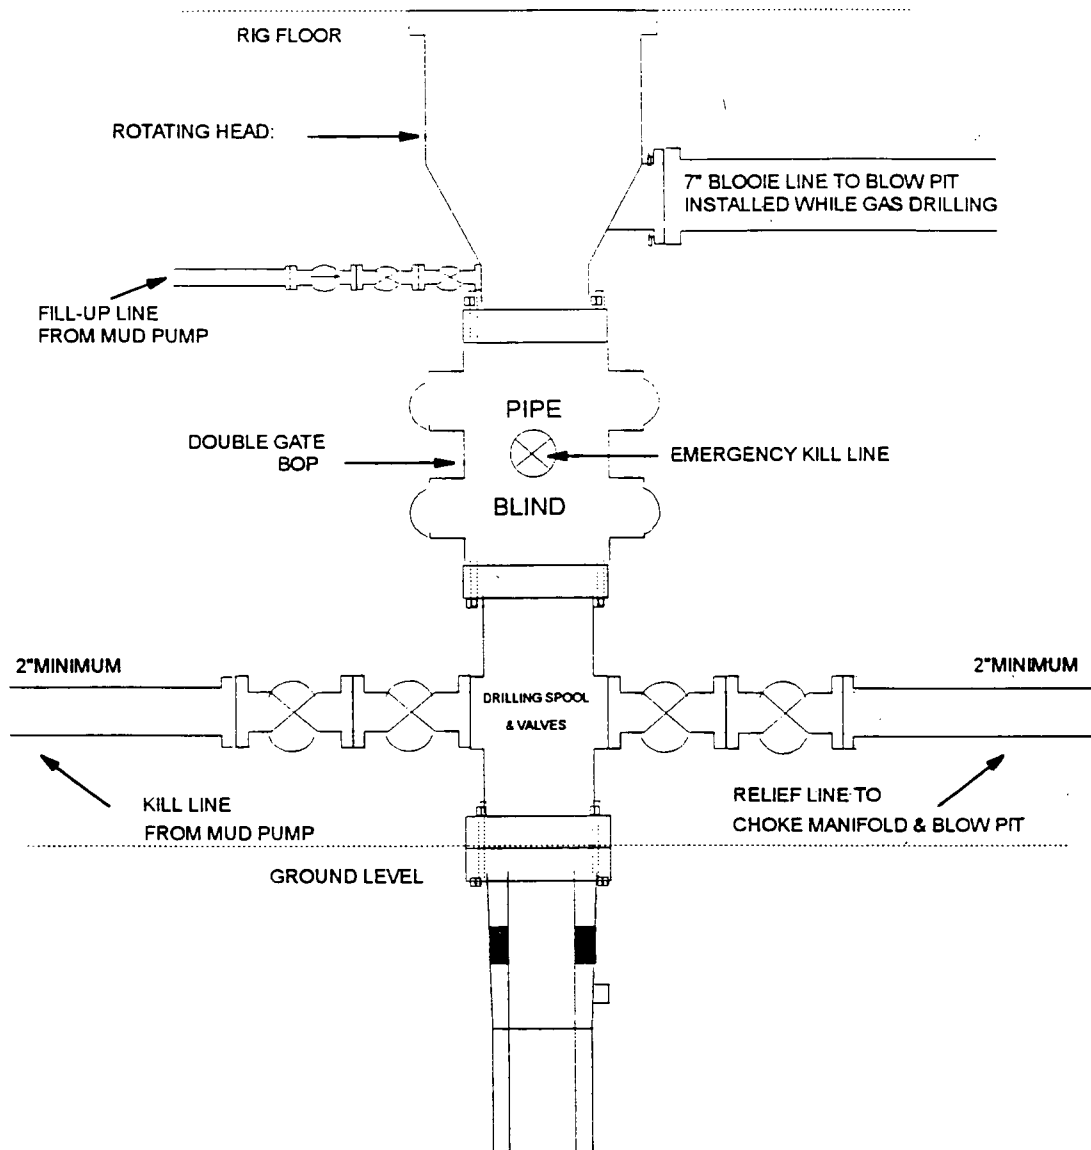 RIG FLOOR
ROTATING HEAD:
7" BLOOIE LINE TO BLOW PIT
INSTALLED WHILE GAS DRILLING
FILL-UP LINE
FROM MUD PUMP
PIPE
DOUBLE GATE
BOP
EMERGENCY KILL LINE
BLIND
2"MINIMUM
2"MINIMUM
DRILLING SPOOL
& VALVES
KILL LINE
FROM MUD PUMP
RELIEF LINE TO
CHOKE MANIFOLD & BLOW PIT
GROUND LEVEL